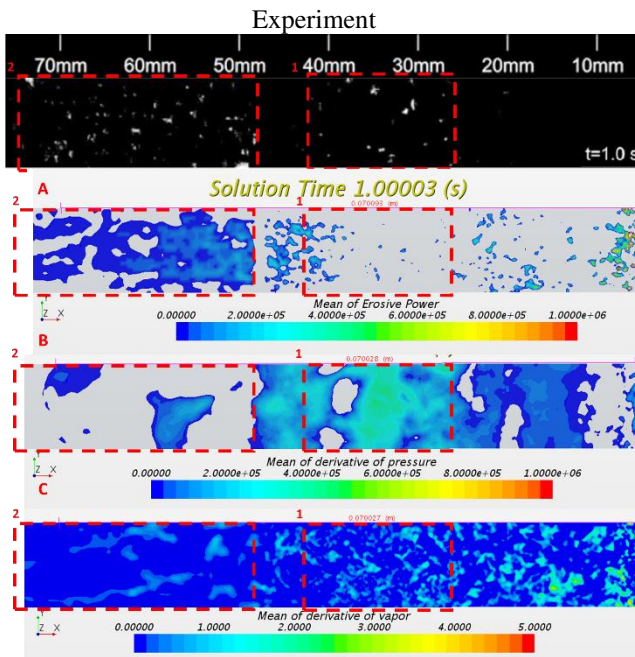 Experiment
2 1
70mm 60mm 50mm 40mm 30mm 20mm 10mm
t=1.0 s
A
Solution Time 1.00003 (s)
2 1 0.070093 (m)
Z X
Mean of Erosive Power
0.00000 2.0000e+05 4.0000e+05 6.0000e+05 8.0000e+05 1.0000e+06
B
2 1 0.070028 (m)
Z X
Mean of derivative of pressure
0.00000 2.0000e+05 4.0000e+05 6.0000e+05 8.0000e+05 1.0000e+06
C
2 1 0.070027 (m)
Z X
Mean of derivative of vapor
0.00000 1.0000 2.0000 3.0000 4.0000 5.0000